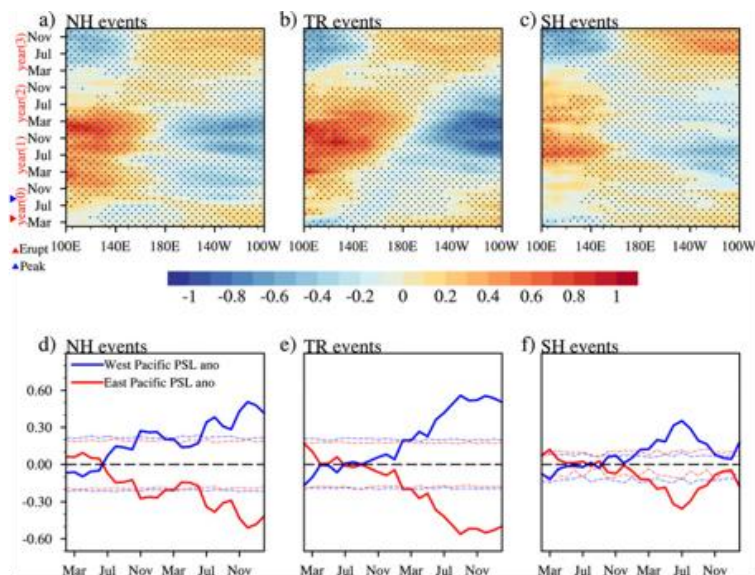 a) NH events
b) TR events
c) SH events
year(3)
year(2)
year(1)
year(0)
Nov
Jul
Mar
Nov
Jul
Mar
Nov
Jul
Mar
Nov
Jul
Mar
100E 140E 180 140W 100W
100E 140E 180 140W 100W
100E 140E 180 140W 100W
Erupt
Peak
-1 -0.8 -0.6 -0.4 -0.2 0 0.2 0.4 0.6 0.8 1
d) NH events
e) TR events
f) SH events
West Pacific PSL ano
East Pacific PSL ano
0.60
0.30
0.00
-0.30
-0.60
Mar Jul Nov Mar Jul Nov
Mar Jul Nov Mar Jul Nov
Mar Jul Nov Mar Jul Nov